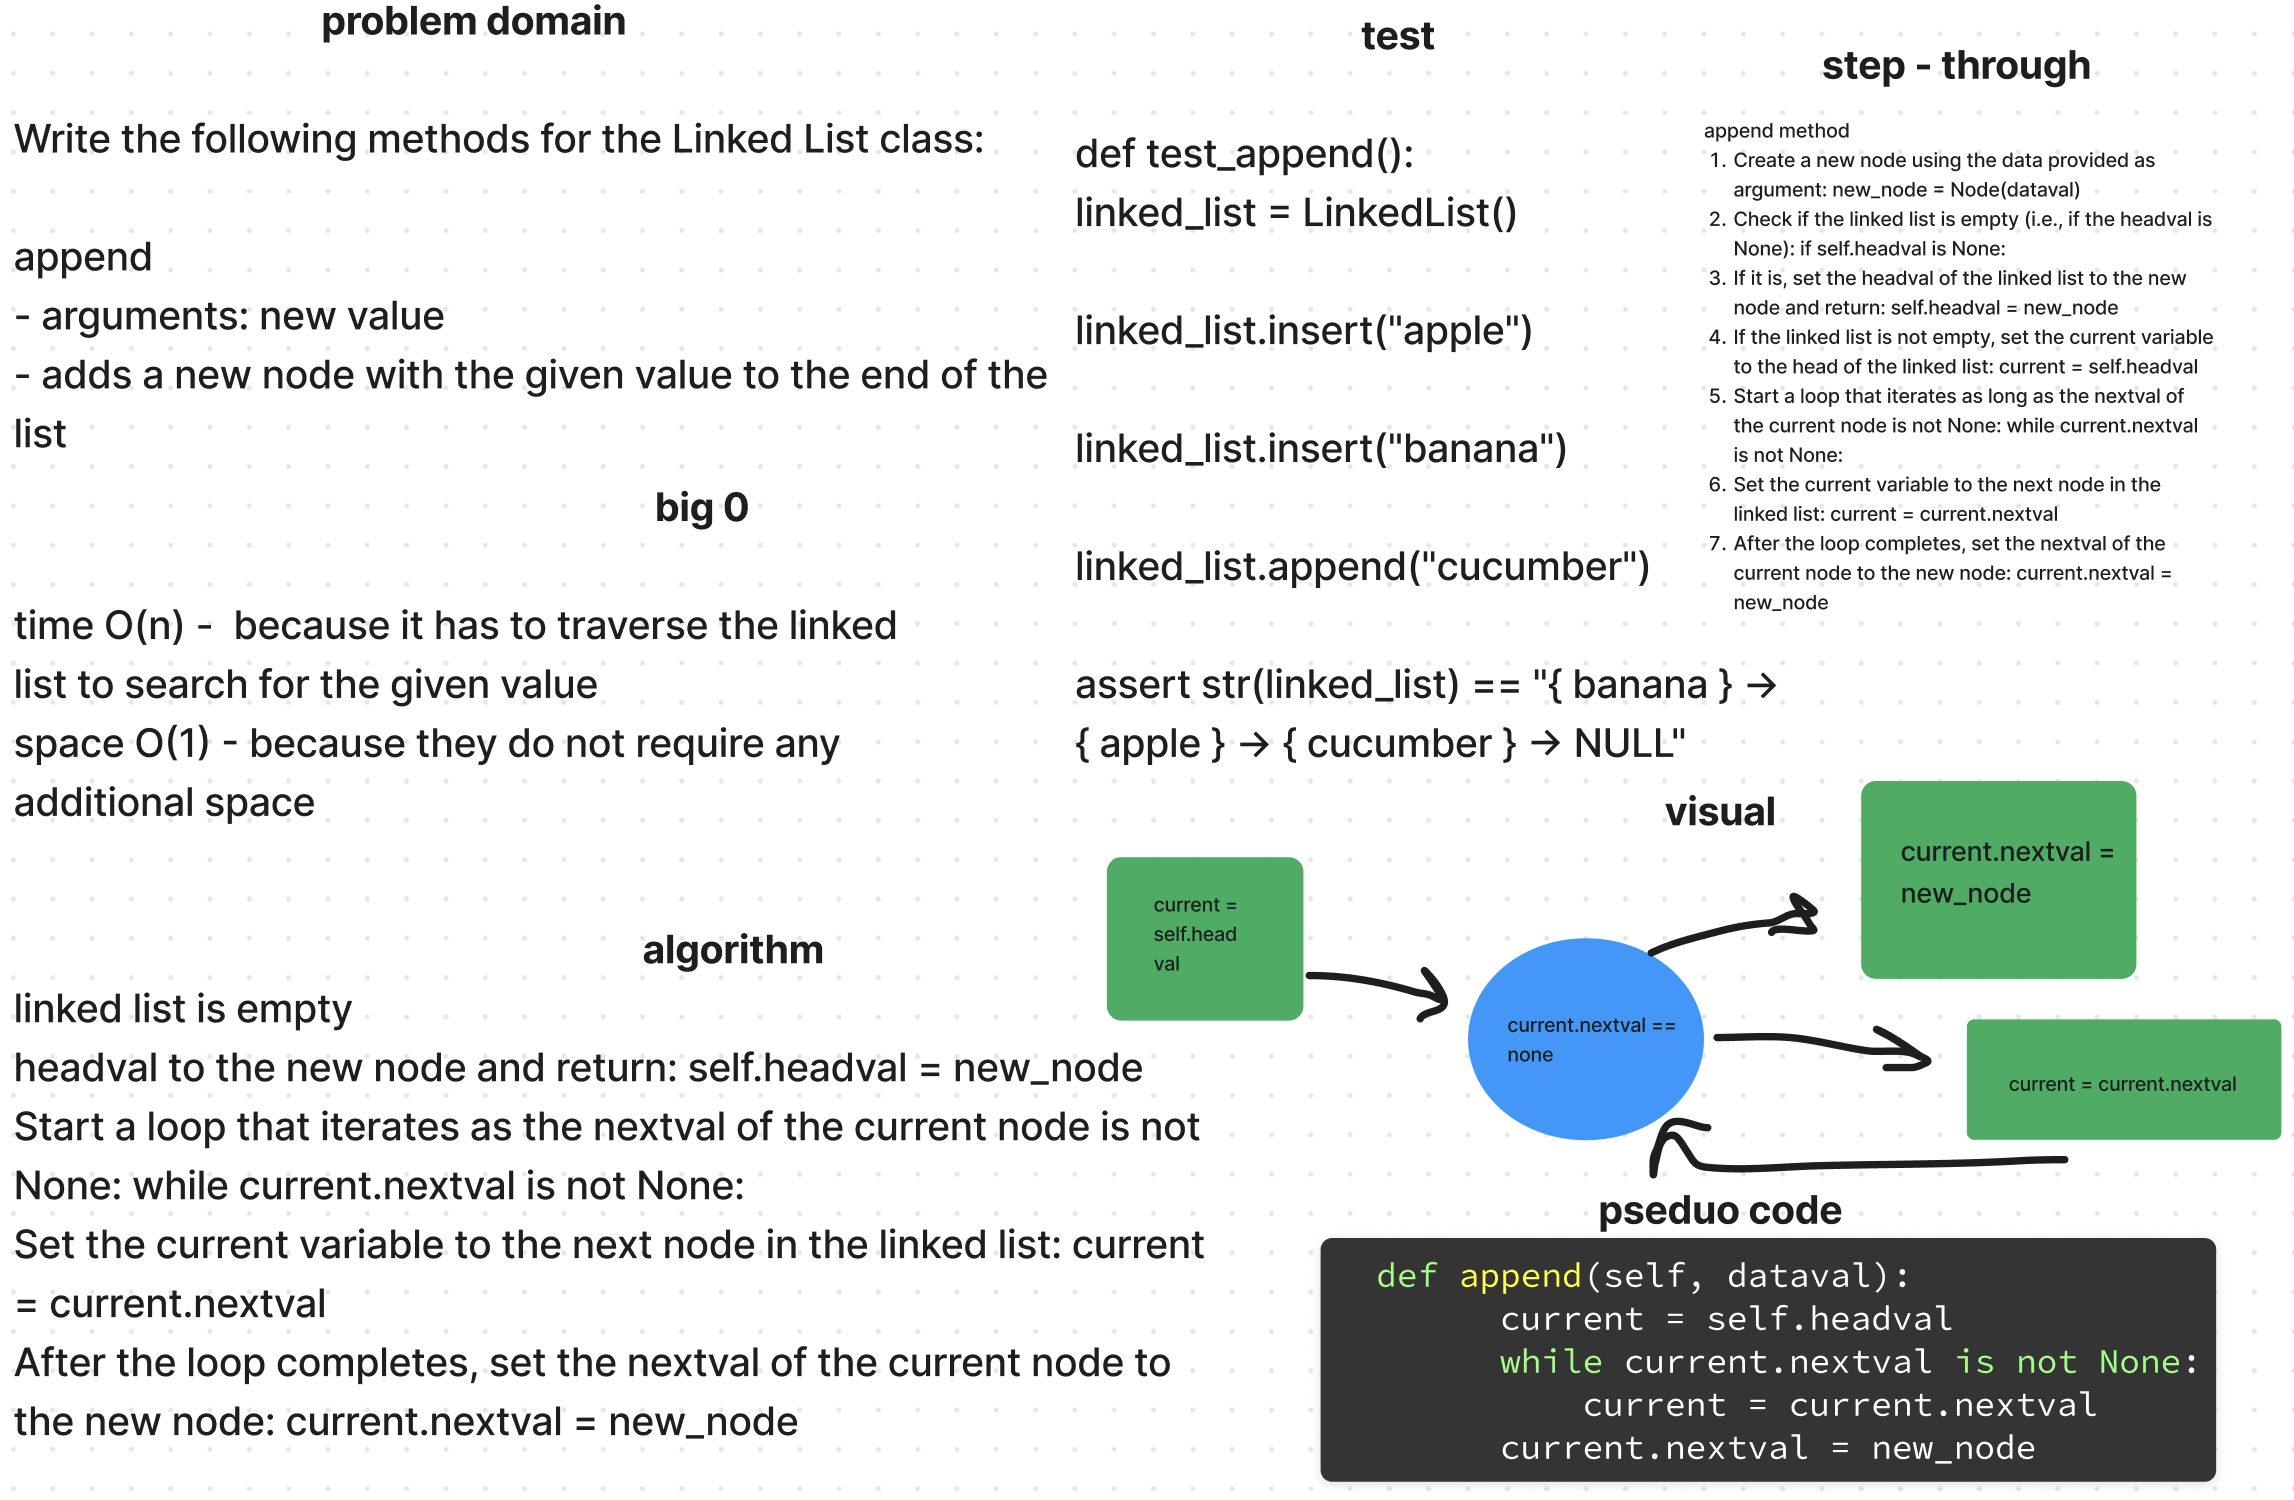 problem domain
Write the following methods for the Linked List class:
append
- arguments: new value
- adds a new node with the given value to the end of the
list
big 0
time O(n) -  because it has to traverse the linked
list to search for the given value
space O(1) - because they do not require any
additional space
algorithm
linked list is empty
headval to the new node and return: self.headval = new_node
Start a loop that iterates as the nextval of the current node is not
None: while current.nextval is not None:
Set the current variable to the next node in the linked list: current
= current.nextval
After the loop completes, set the nextval of the current node to
the new node: current.nextval = new_node
test
def test_append():
linked_list = LinkedList()
linked_list.insert("apple")
linked_list.insert("banana")
linked_list.append("cucumber")
assert str(linked_list) == "{ banana } →
{ apple } → { cucumber } → NULL"
step - through
append method
1. Create a new node using the data provided as
argument: new_node = Node(dataval)
2. Check if the linked list is empty (i.e., if the headval is
None): if self.headval is None:
3. If it is, set the headval of the linked list to the new
node and return: self.headval = new_node
4. If the linked list is not empty, set the current variable
to the head of the linked list: current = self.headval
5. Start a loop that iterates as long as the nextval of
the current node is not None: while current.nextval
is not None:
6. Set the current variable to the next node in the
linked list: current = current.nextval
7. After the loop completes, set the nextval of the
current node to the new node: current.nextval =
new_node
visual
current =
self.head
val
current.nextval ==
none
current.nextval =
new_node
current = current.nextval
pseduo code
def append(self, dataval):
current = self.headval
while current.nextval is not None:
current = current.nextval
current.nextval = new_node